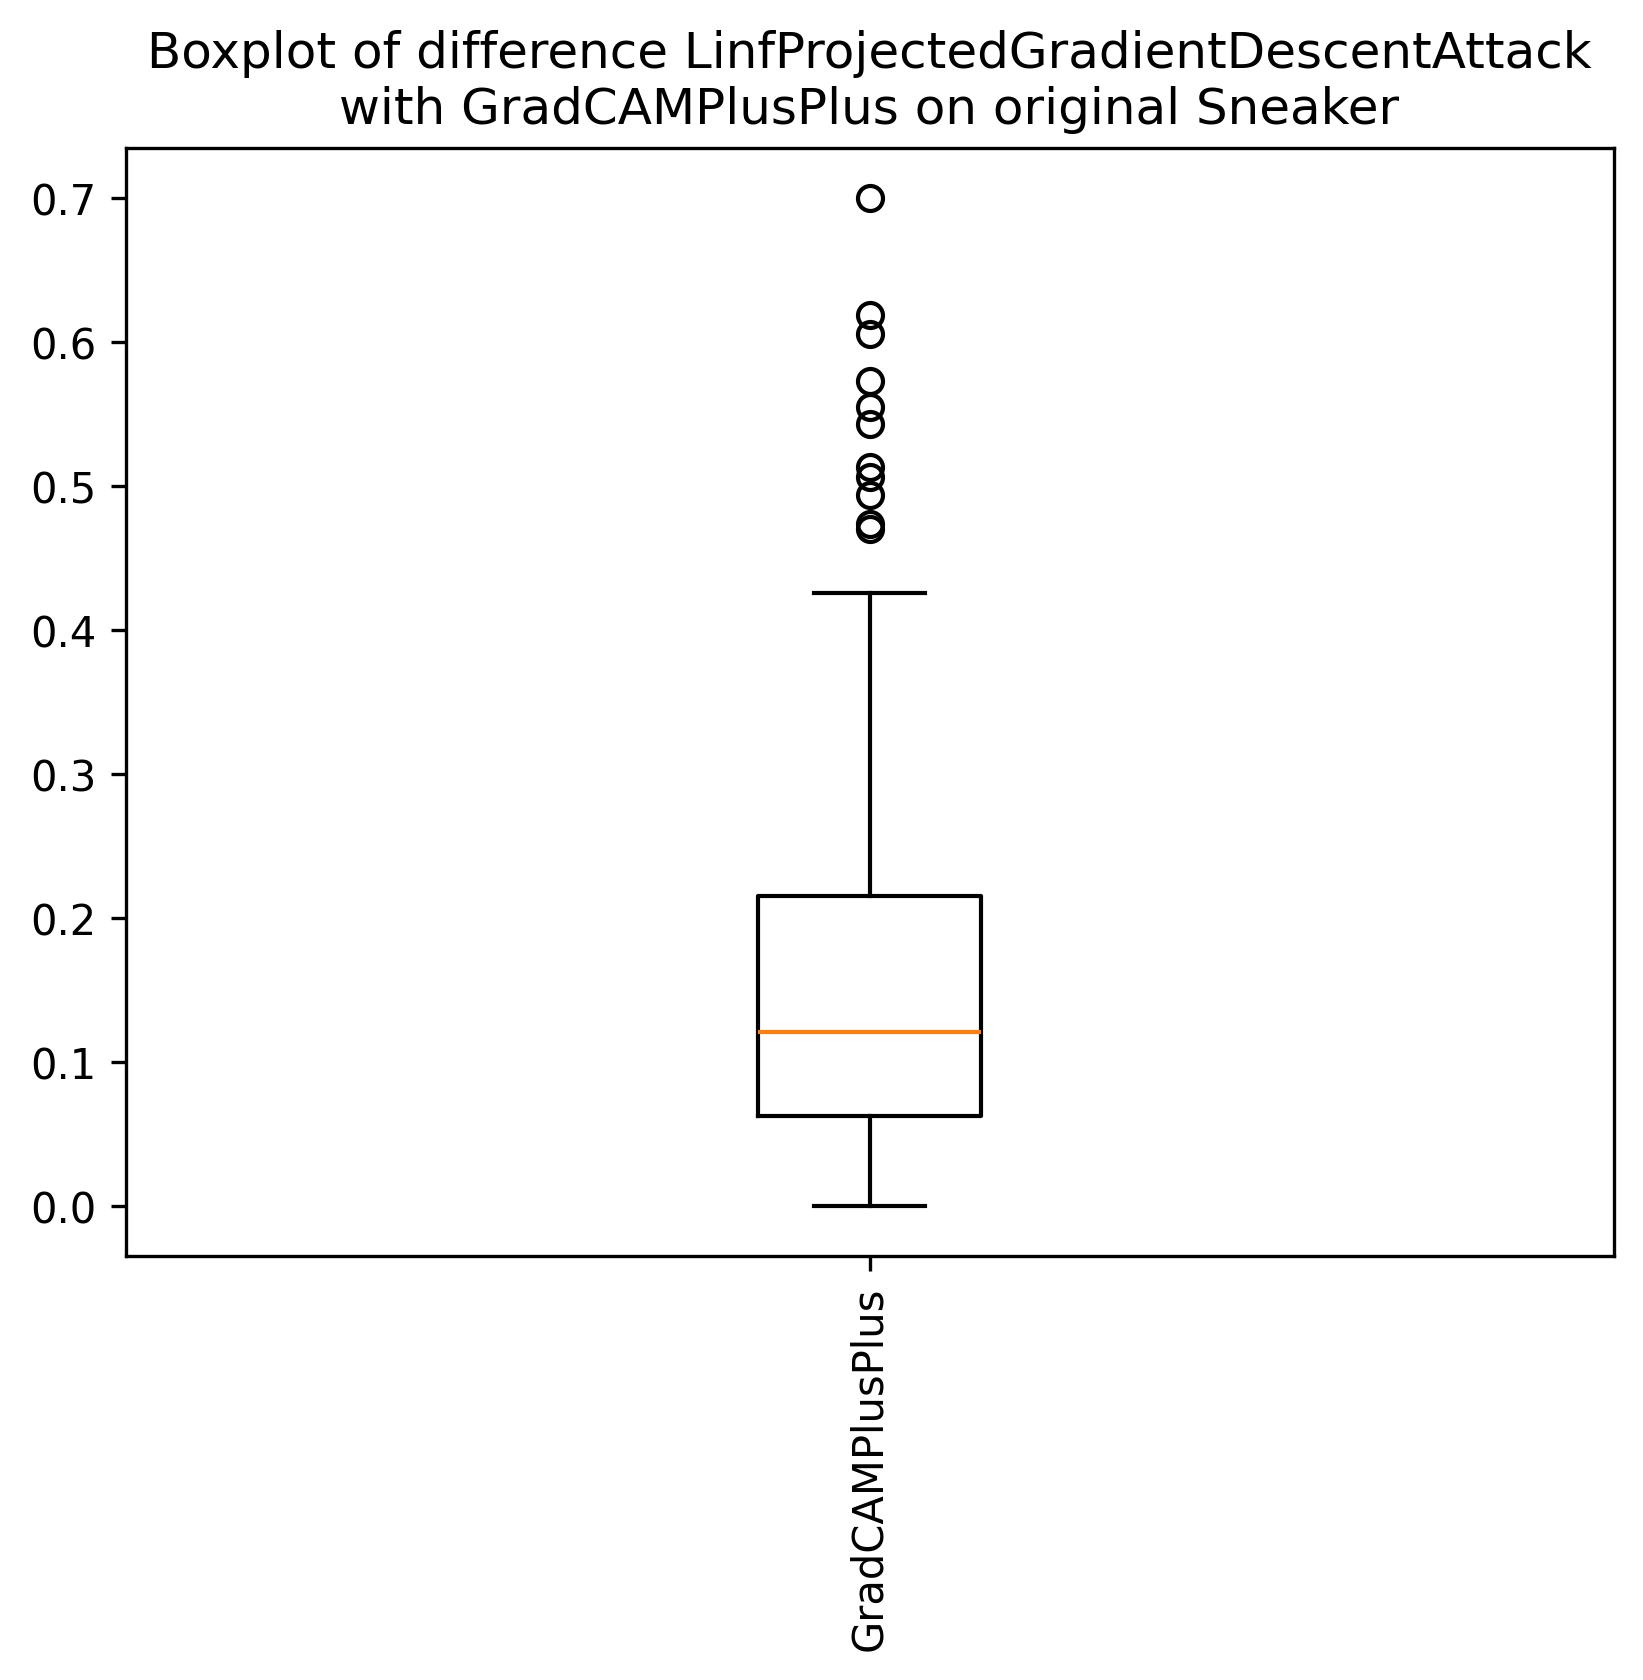 Boxplot of difference LinfProjectedGradientDescentAttack
with GradCAMPlusPlus on original Sneaker
0.7
0.6
0.5
0.4
0.3
0.2
0.1
0.0
GradCAMPlusPlus